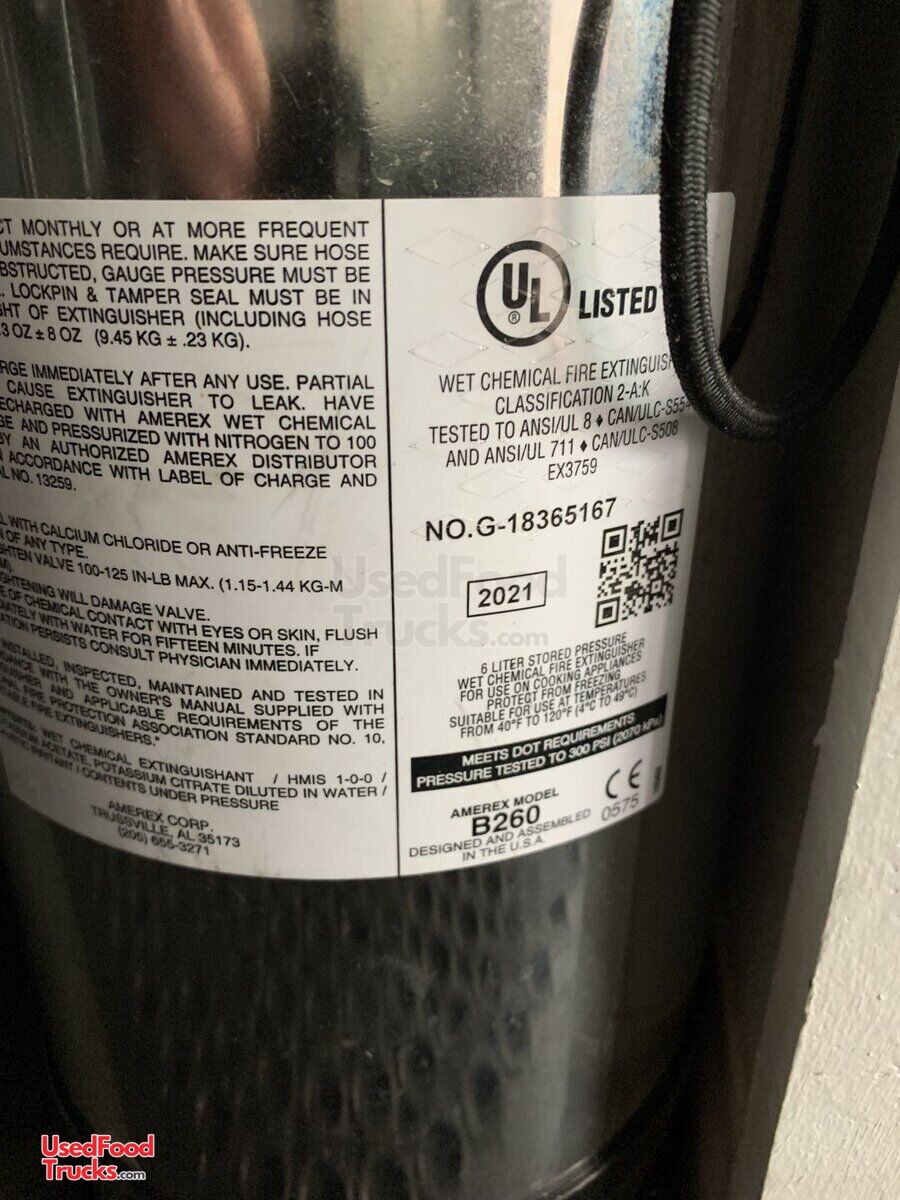 CT MONTHLY OR AT MORE FREQUENT
UMSTANCES REQUIRE. MAKE SURE HOSE
BSTRUCTED, GAUGE PRESSURE MUST BE
. LOCKPIN & TAMPER SEAL MUST BE IN
GHT OF EXTINGUISHER (INCLUDING HOSE
3 OZ ± 8 OZ (9.45 KG ± .23 KG).
RGE IMMEDIATELY AFTER ANY USE. PARTIAL
CAUSE EXTINGUISHER TO LEAK. HAVE
ECHARGED WITH AMEREX WET CHEMICAL
GE AND PRESSURIZED WITH NITROGEN TO 100
BY AN AUTHORIZED AMEREX DISTRIBUTOR
N ACCORDANCE WITH LABEL OF CHARGE AND
AL NO. 13259.
L WITH CALCIUM CHLORIDE OR ANTI-FREEZE
N OF ANY TYPE.
HTEN VALVE 100-125 IN-LB MAX. (1.15-1.44 KG-M
M).
GHTENING WILL DAMAGE VALVE.
E OF CHEMICAL CONTACT WITH EYES OR SKIN, FLUSH
IATELY WITH WATER FOR FIFTEEN MINUTES. IF
ATION PERSISTS CONSULT PHYSICIAN IMMEDIATELY.
INSTALLED, INSPECTED, MAINTAINED AND TESTED IN
DANCE WITH THE OWNER'S MANUAL SUPPLIED WITH
GUISHER AND APPLICABLE REQUIREMENTS OF THE
FIRE PROTECTION ASSOCIATION STANDARD NO. 10,
FIRE EXTINGUISHERS."
WET CHEMICAL EXTINGUISHANT / HMIS 1-0-0 /
ACETATE, POTASSIUM CITRATE DILUTED IN WATER /
IRRITANT / CONTENTS UNDER PRESSURE
AMEREX CORP.
TRUSSVILLE, AL 35173
(205) 655-3271
UL ® LISTED
WET CHEMICAL FIRE EXTINGUISH
CLASSIFICATION 2-A:K
TESTED TO ANSI/UL 8 ♦ CAN/ULC-S554
AND ANSI/UL 711 ♦ CAN/ULC-S508
EX3759
NO.G-18365167
2021
6 LITER STORED PRESSURE
WET CHEMICAL FIRE EXTINGUISHER
FOR USE ON COOKING APPLIANCES
PROTECT FROM FREEZING
SUITABLE FOR USE AT TEMPERATURES
FROM 40°F TO 120°F (4°C TO 49°C)
MEETS DOT REQUIREMENTS
PRESSURE TESTED TO 300 PSI (2070 kPa)
AMEREX MODEL
B260
DESIGNED AND ASSEMBLED
IN THE U.S.A.
CE
0575
UsedFood
Trucks.com
UsedFood
Trucks.com